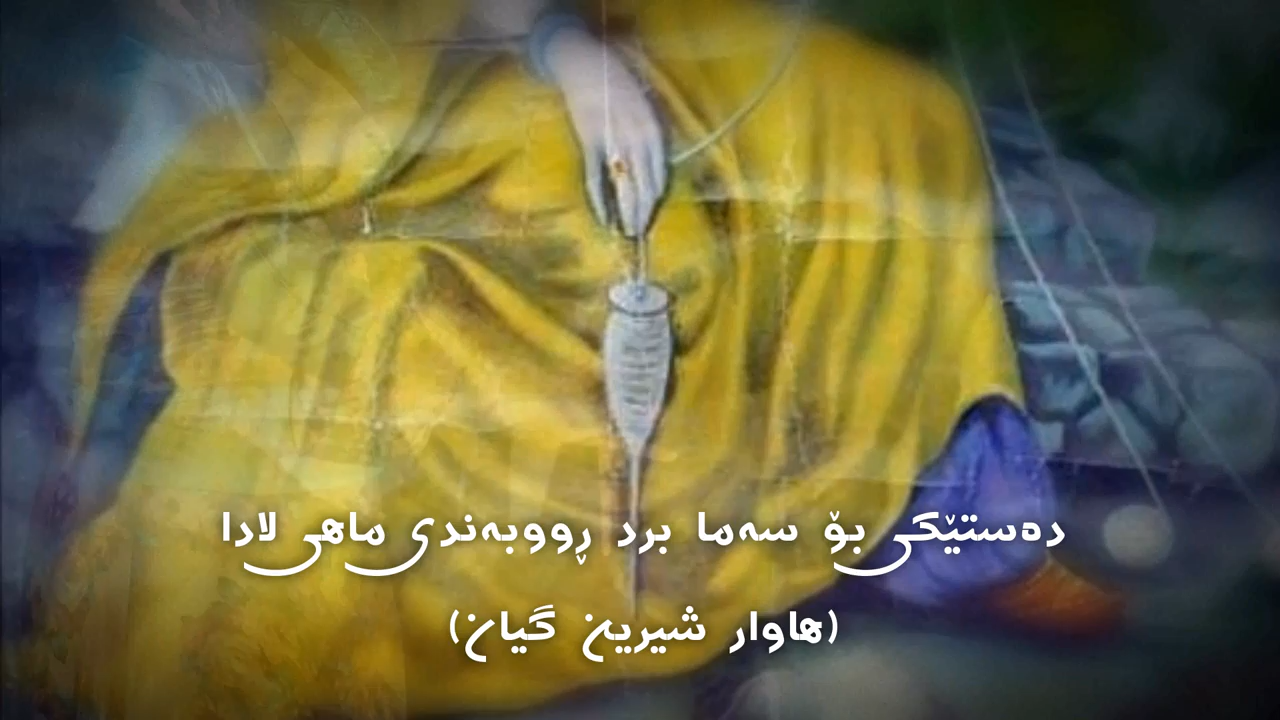 دەستێکی بۆ سەما برد ڕووبەندی ماهی لادا
(هاوار شیرین گیان)